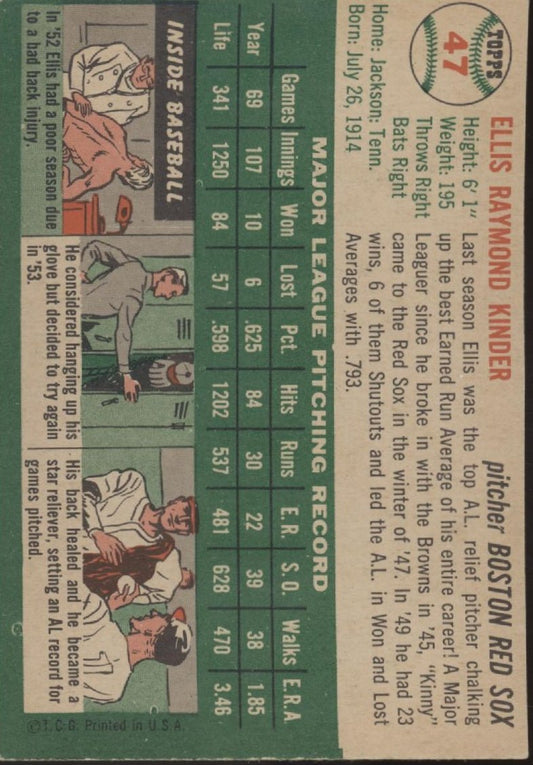 TOPPS
47
ELLIS RAYMOND KINDER
pitcher BOSTON RED SOX
Height: 6' 1"
Weight: 195
Throws Right
Bats Right
Home: Jackson, Tenn.
Born: July 26, 1914
Last season Ellis was the top A.L. relief pitcher chalking
up the best Earned Run Average of his entire career! A Major
Leaguer since he broke in with the Browns in '45, "Kinny"
came to the Red Sox in the winter of '47. In '49 he had 23
wins, 6 of them Shutouts and led the A.L. in Won and Lost
Averages with .793.
MAJOR LEAGUE PITCHING RECORD
Games Innings Won Lost Pct. Hits Runs E.R. S.O. Walks E.R.A
Year 69 107 10 6 .625 84 30 22 39 38 1.85
Life 341 1250 84 57 .598 1202 537 481 628 470 3.46
INSIDE BASEBALL
In '52 Ellis had a poor season due
to a bad back injury.
He considered hanging up his
glove but decided to try again
in '53.
His back healed and he became a
star reliever, setting an AL record for
games pitched.
17
©T.C.G. Printed in U.S.A.